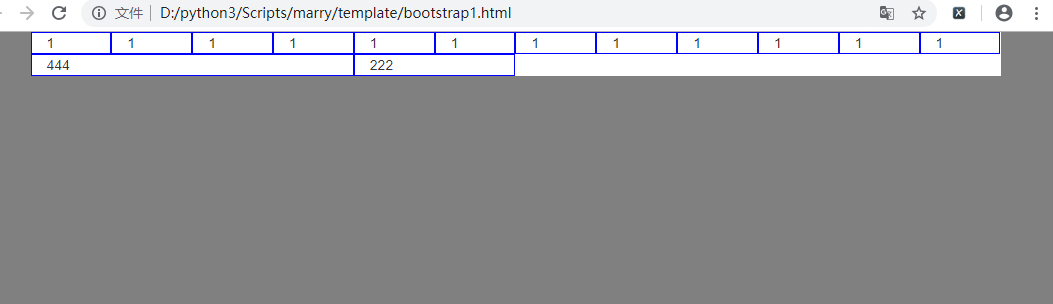 文件 D:/python3/Scripts/marry/template/bootstrap1.html
1 1 1 1 1 1 1 1 1 1 1 1
444 222